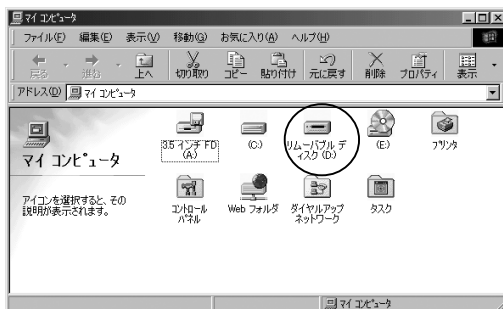 マイ コンピュータ
ファイル(F) 編集(E) 表示(V) 移動(G) お気に入り(A) ヘルプ(H)
戻る 進む 上へ 切り取り コピー 貼り付け 元に戻す 削除 プロパティ 表示
アドレス(D) マイ コンピュータ
マイ コンピュータ
アイコンを選択すると、その
説明が表示されます。
3.5 インチ FD
(A:)
(C:)
リムーバブル デ
ィスク (D:)
(E:)
プリンタ
コントロール
パネル
Web フォルダ
ダイヤルアップ
ネットワーク
タスク
マイ コンピュータ